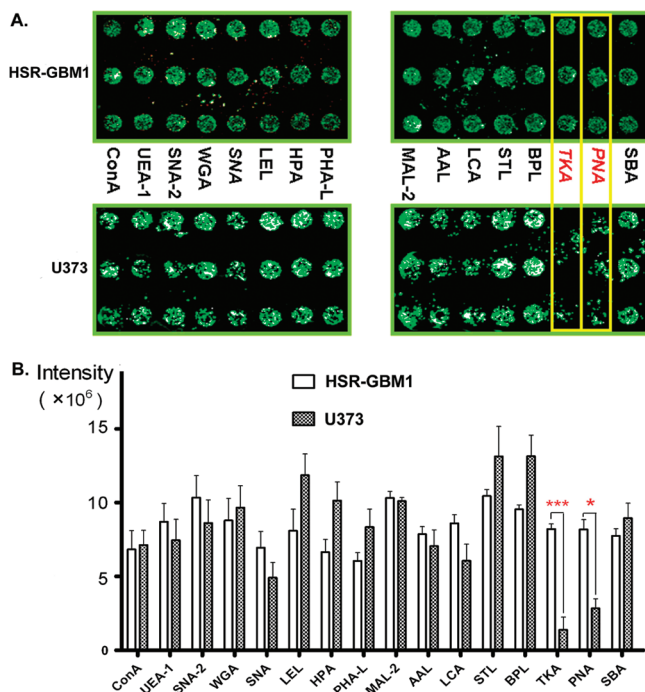 A.
HSR-GBM1
ConA UEA-1 SNA-2 WGA SNA LEL HPA PHA-L MAL-2 AAL LCA STL BPL TKA PNA SBA
U373
B. Intensity
( ×10⁶ )
HSR-GBM1
U373
15
10
5
0
***
*
ConA UEA-1 SNA-2 WGA SNA LEL HPA PHA-L MAL-2 AAL LCA STL BPL TKA PNA SBA